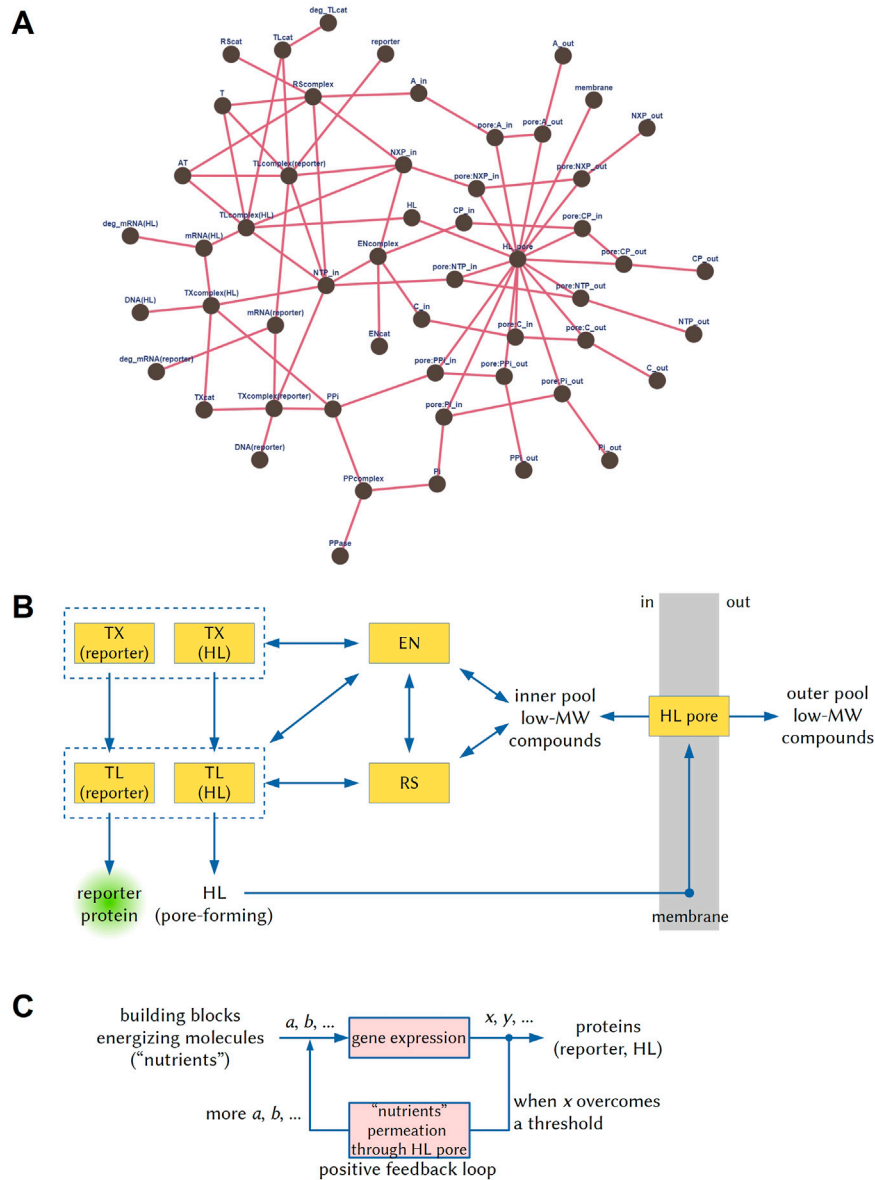 A
deg_TLcat
RScat
TLcat
reporter
A_out
RScomplex
A_in
membrane
T
pore:A_in
pore:A_out
NXP_out
AT
TLcomplex(reporter)
NXP_in
pore:NXP_in
pore:NXP_out
TLcomplex(HL)
HL
CP_in
pore:CP_in
deg_mRNA(HL)
mRNA(HL)
ENcomplex
HL_pore
pore:CP_out
CP_out
NTP_in
pore:NTP_in
pore:NTP_out
DNA(HL)
TXcomplex(HL)
mRNA(reporter)
C_in
pore:C_in
pore:C_out
NTP_out
ENcat
deg_mRNA(reporter)
pore:PPi_in
pore:PPi_out
C_out
pore:Pi_out
TXcat
TXcomplex(reporter)
PPi
pore:Pi_in
DNA(reporter)
PPi_out
Pi_out
PPcomplex
Pi
PPase
B
in
out
TX
(reporter)
TX
(HL)
EN
inner pool
low-MW
compounds
HL pore
outer pool
low-MW
compounds
TL
(reporter)
TL
(HL)
RS
reporter
protein
HL
(pore-forming)
membrane
C
building blocks
energizing molecules
(“nutrients”)
a, b, ...
gene expression
x, y, ...
proteins
(reporter, HL)
more a, b, ...
“nutrients”
permeation
through HL pore
when x overcomes
a threshold
positive feedback loop